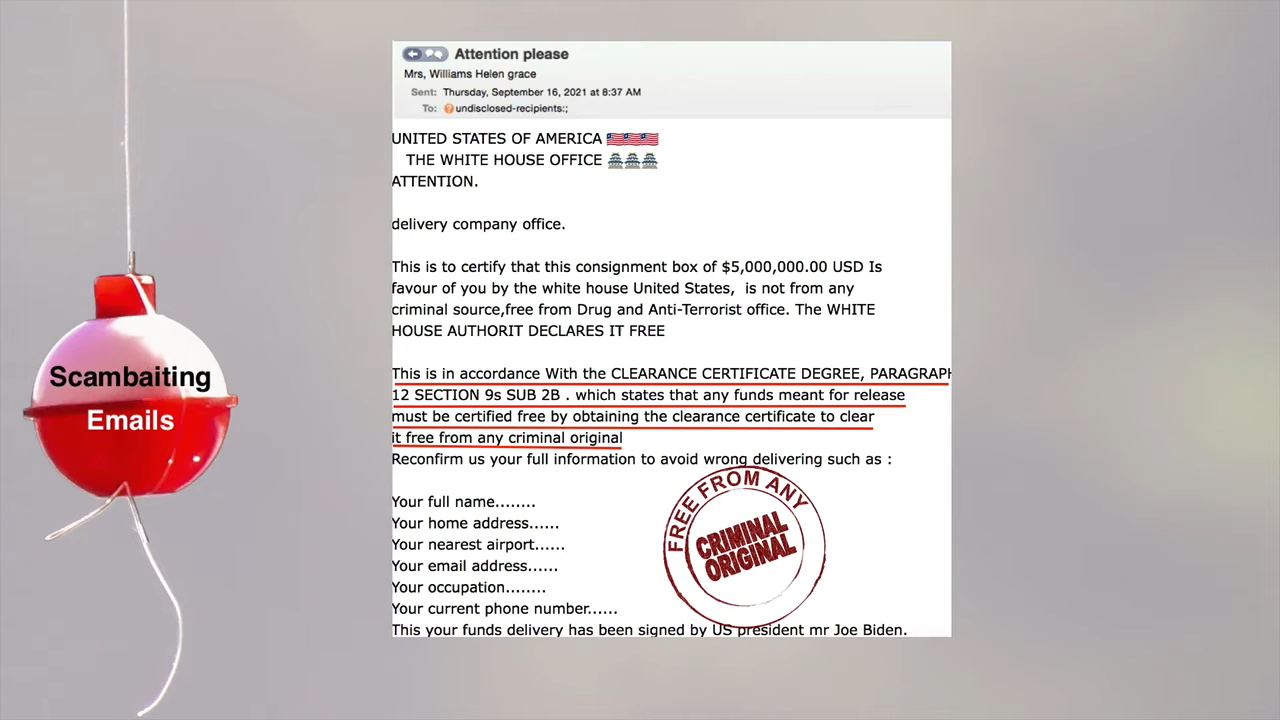 Scambaiting
Emails
Attention please
Mrs, Williams Helen grace
Sent: Thursday, September 16, 2021 at 8:37 AM
To: undisclosed-recipients:;
UNITED STATES OF AMERICA 🇺🇸🇺🇸🇺🇸
THE WHITE HOUSE OFFICE 🏯🏯🏯
ATTENTION.
delivery company office.
This is to certify that this consignment box of $5,000,000.00 USD Is
favour of you by the white house United States,  is not from any
criminal source,free from Drug and Anti-Terrorist office. The WHITE
HOUSE AUTHORIT DECLARES IT FREE
This is in accordance With the CLEARANCE CERTIFICATE DEGREE, PARAGRAPH
12 SECTION 9s SUB 2B . which states that any funds meant for release
must be certified free by obtaining the clearance certificate to clear
it free from any criminal original
Reconfirm us your full information to avoid wrong delivering such as :
Your full name........
Your home address......
Your nearest airport......
Your email address......
Your occupation........
Your current phone number......
FREE FROM ANY
CRIMINAL
ORIGINAL
This your funds delivery has been signed by US president mr Joe Biden.